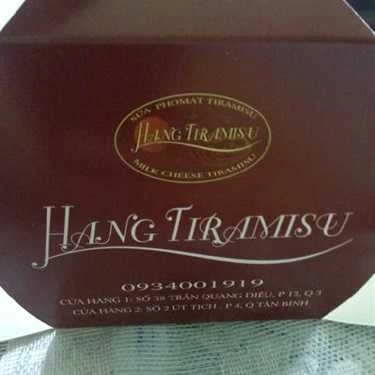 SỮA PHOMAT TIRAMISU
HANG TIRAMISU
MILK CHEESE TIRAMISU
HANG TIRAMISU
0934001919
CỬA HÀNG 1: SỐ 38 TRẦN QUANG DIỆU, P 13, Q 3
CỬA HÀNG 2: SỐ 2 ÚT TỊCH, P 4, Q TÂN BÌNH